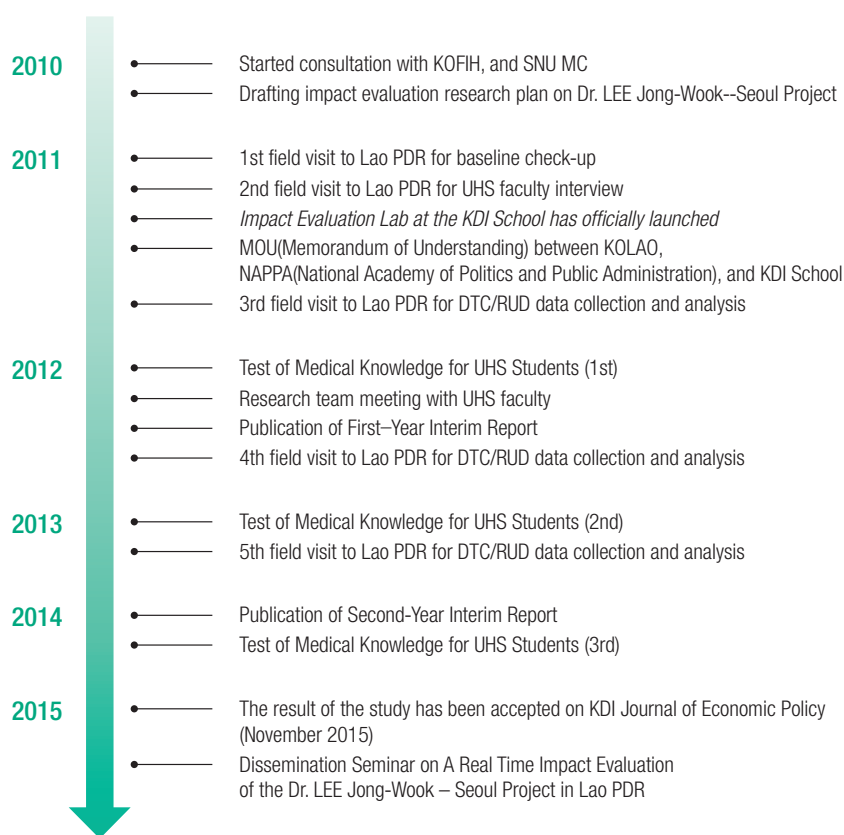 2010
Started consultation with KOFIH, and SNU MC
Drafting impact evaluation research plan on Dr. LEE Jong-Wook--Seoul Project
2011
1st field visit to Lao PDR for baseline check-up
2nd field visit to Lao PDR for UHS faculty interview
Impact Evaluation Lab at the KDI School has officially launched
MOU(Memorandum of Understanding) between KOLAO,
NAPPA(National Academy of Politics and Public Administration), and KDI School
3rd field visit to Lao PDR for DTC/RUD data collection and analysis
2012
Test of Medical Knowledge for UHS Students (1st)
Research team meeting with UHS faculty
Publication of First–Year Interim Report
4th field visit to Lao PDR for DTC/RUD data collection and analysis
2013
Test of Medical Knowledge for UHS Students (2nd)
5th field visit to Lao PDR for DTC/RUD data collection and analysis
2014
Publication of Second-Year Interim Report
Test of Medical Knowledge for UHS Students (3rd)
2015
The result of the study has been accepted on KDI Journal of Economic Policy
(November 2015)
Dissemination Seminar on A Real Time Impact Evaluation
of the Dr. LEE Jong-Wook – Seoul Project in Lao PDR